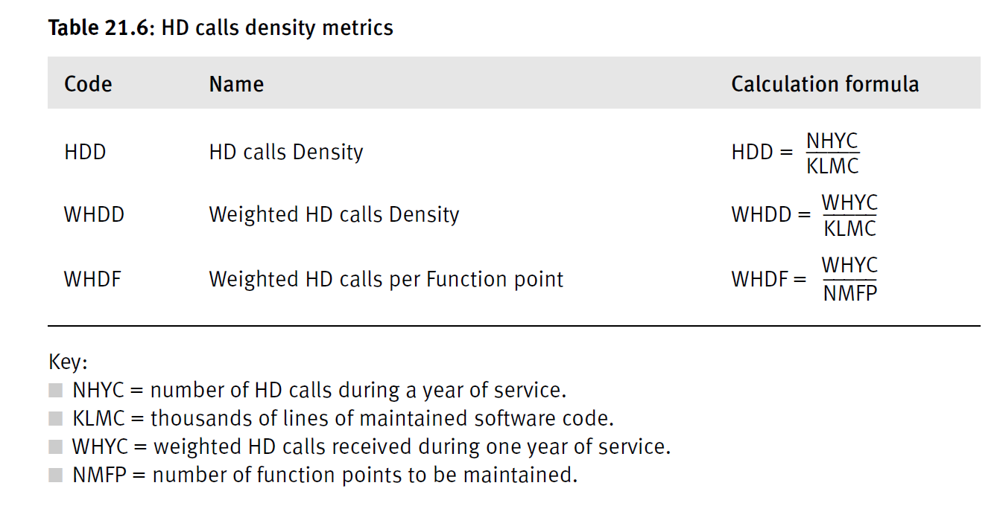 Table 21.6: HD calls density metrics
Code Name Calculation formula
HDD HD calls Density HDD = NHYC
KLMC
WHDD Weighted HD calls Density WHDD = WHYC
KLMC
WHDF Weighted HD calls per Function point WHDF = WHYC
NMFP
Key:
■ NHYC = number of HD calls during a year of service.
■ KLMC = thousands of lines of maintained software code.
■ WHYC = weighted HD calls received during one year of service.
■ NMFP = number of function points to be maintained.